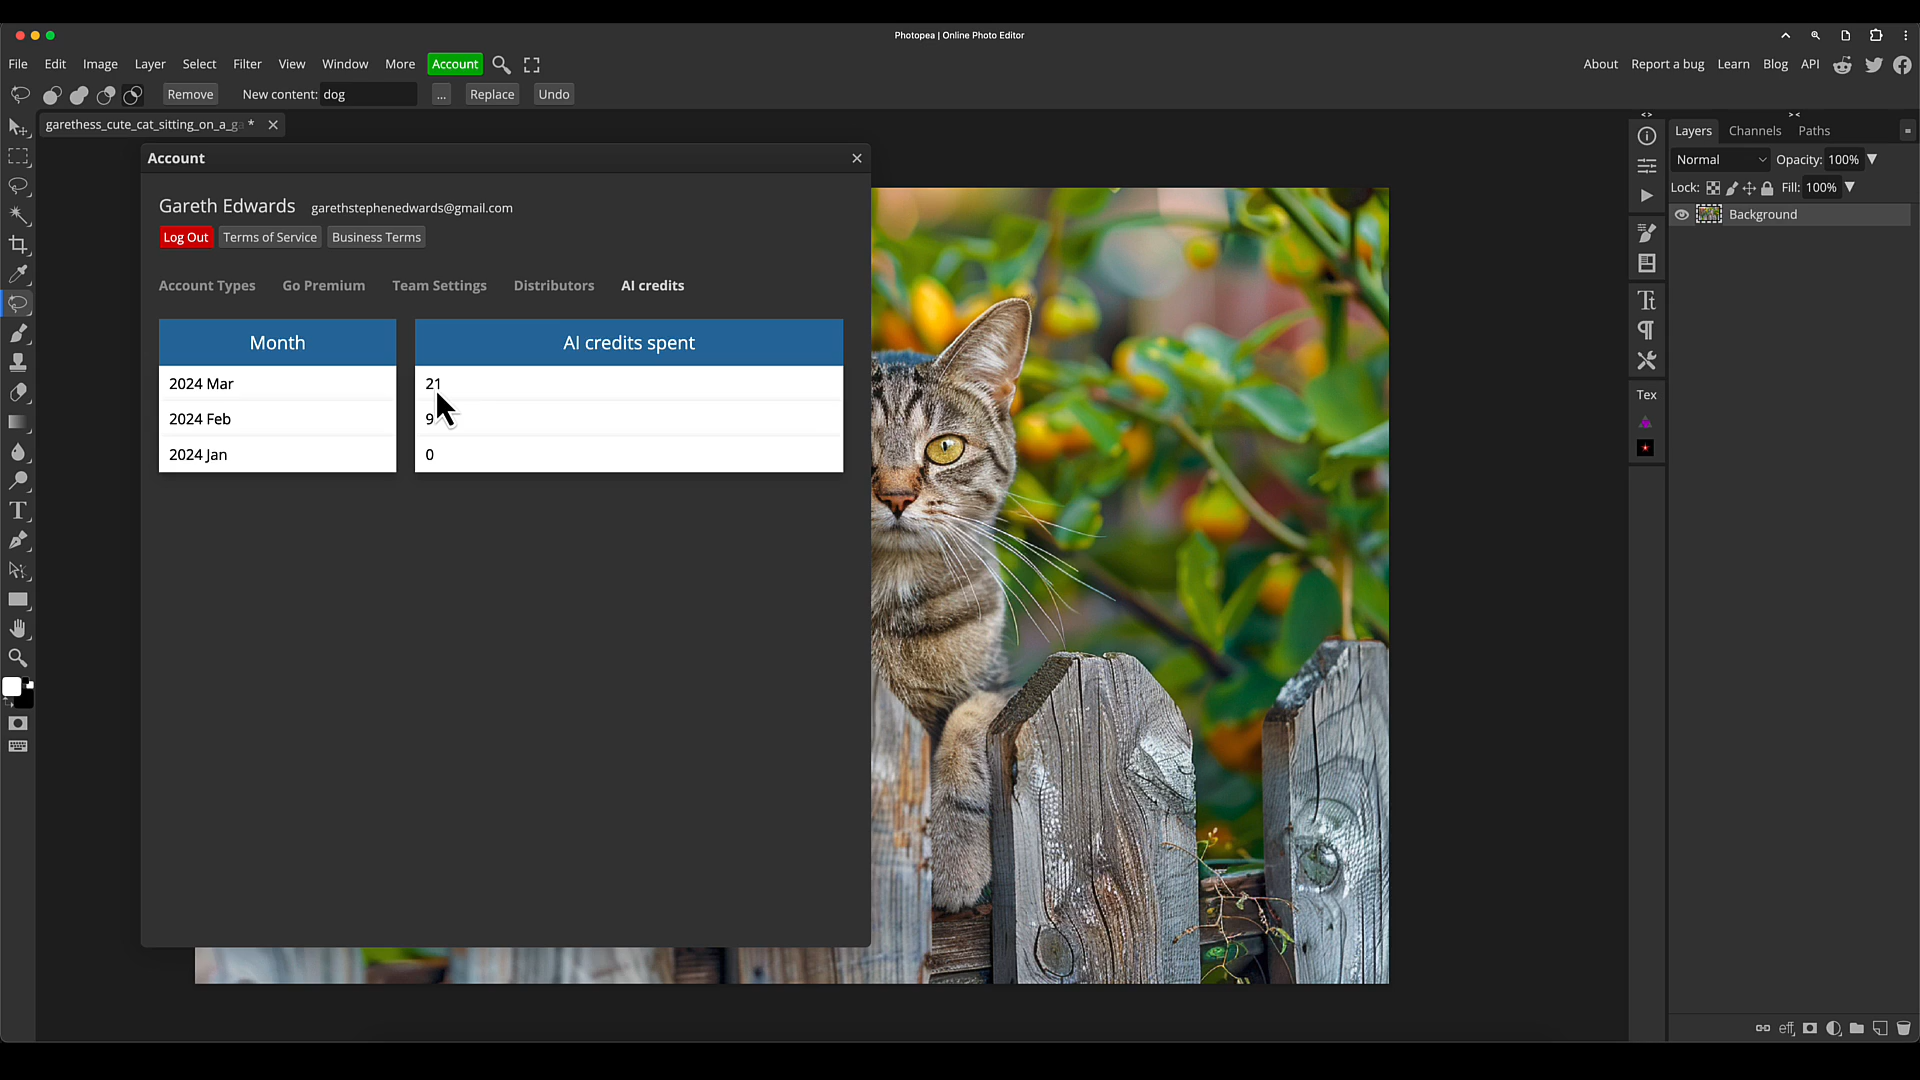 Photopea | Online Photo Editor
File Edit Image Layer Select Filter View Window More Account
About Report a bug Learn Blog API
Remove New content: dog ... Replace Undo
garethess_cute_cat_sitting_on_a_ga *
Layers Channels Paths
Account
Normal Opacity: 100%
Lock: Fill: 100%
Gareth Edwards garethstephenedwards@gmail.com
Background
Log Out Terms of Service Business Terms
Account Types Go Premium Team Settings Distributors AI credits
Month AI credits spent
2024 Mar 21
2024 Feb 9
2024 Jan 0
Tex
eff